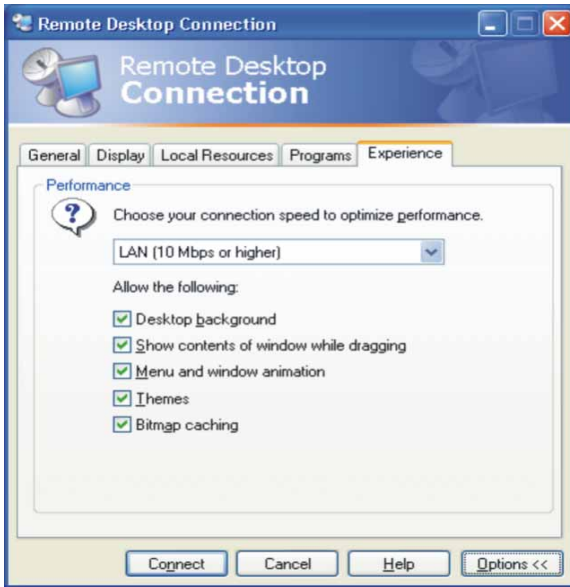 Remote Desktop Connection
Remote Desktop
Connection
General Display Local Resources Programs Experience
Performance
Choose your connection speed to optimize performance.
LAN (10 Mbps or higher)
Allow the following:
Desktop background
Show contents of window while dragging
Menu and window animation
Themes
Bitmap caching
Connect Cancel Help Options <<